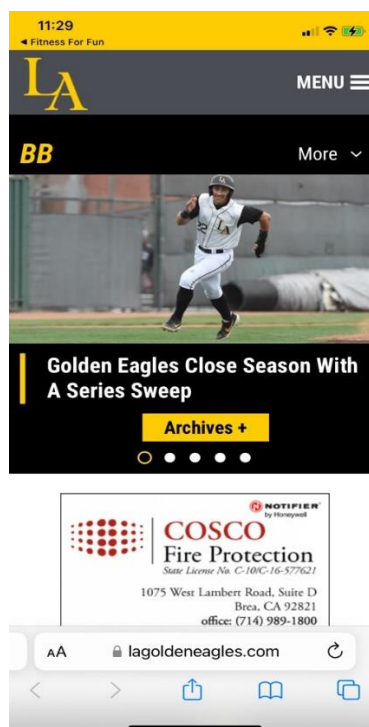 11:29
◄ Fitness For Fun
LA
MENU
BB
More
LA
Golden Eagles Close Season With
A Series Sweep
Archives +
NOTIFIER
by Honeywell
COSCO
Fire Protection
State License No. C-10/C-16-577621
1075 West Lambert Road, Suite D
Brea, CA 92821
office: (714) 989-1800
AA
lagoldeneagles.com